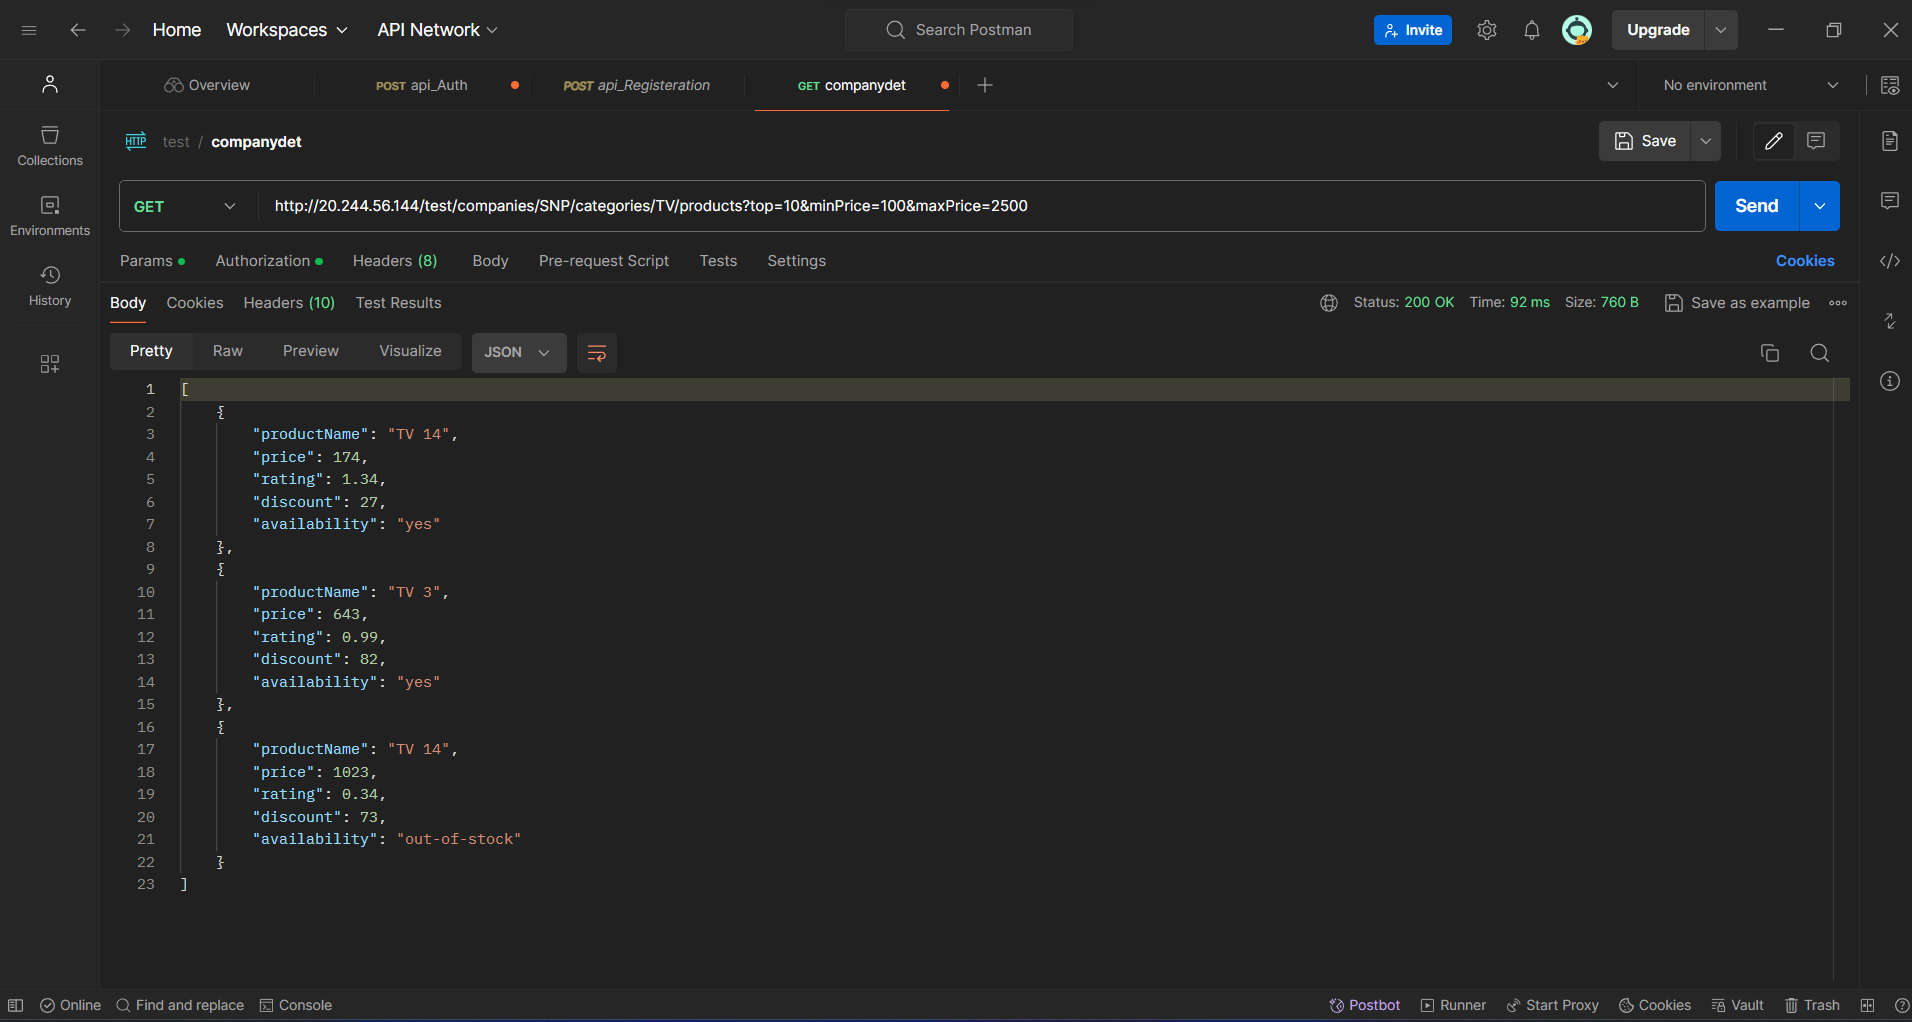 Home Workspaces API Network Search Postman Invite Upgrade
Overview POST api_Auth POST api_Registeration GET companydet No environment
HTTP test / companydet Save
GET http://20.244.56.144/test/companies/SNP/categories/TV/products?top=10&minPrice=100&maxPrice=2500 Send
Params Authorization Headers (8) Body Pre-request Script Tests Settings Cookies
Body Cookies Headers (10) Test Results Status: 200 OK Time: 92 ms Size: 760 B Save as example
Pretty Raw Preview Visualize JSON
Collections
Environments
History
1 [
2 {
3 "productName": "TV 14",
4 "price": 174,
5 "rating": 1.34,
6 "discount": 27,
7 "availability": "yes"
8 },
9 {
10 "productName": "TV 3",
11 "price": 643,
12 "rating": 0.99,
13 "discount": 82,
14 "availability": "yes"
15 },
16 {
17 "productName": "TV 14",
18 "price": 1023,
19 "rating": 0.34,
20 "discount": 73,
21 "availability": "out-of-stock"
22 }
23 ]
Online Find and replace Console Postbot Runner Start Proxy Cookies Vault Trash